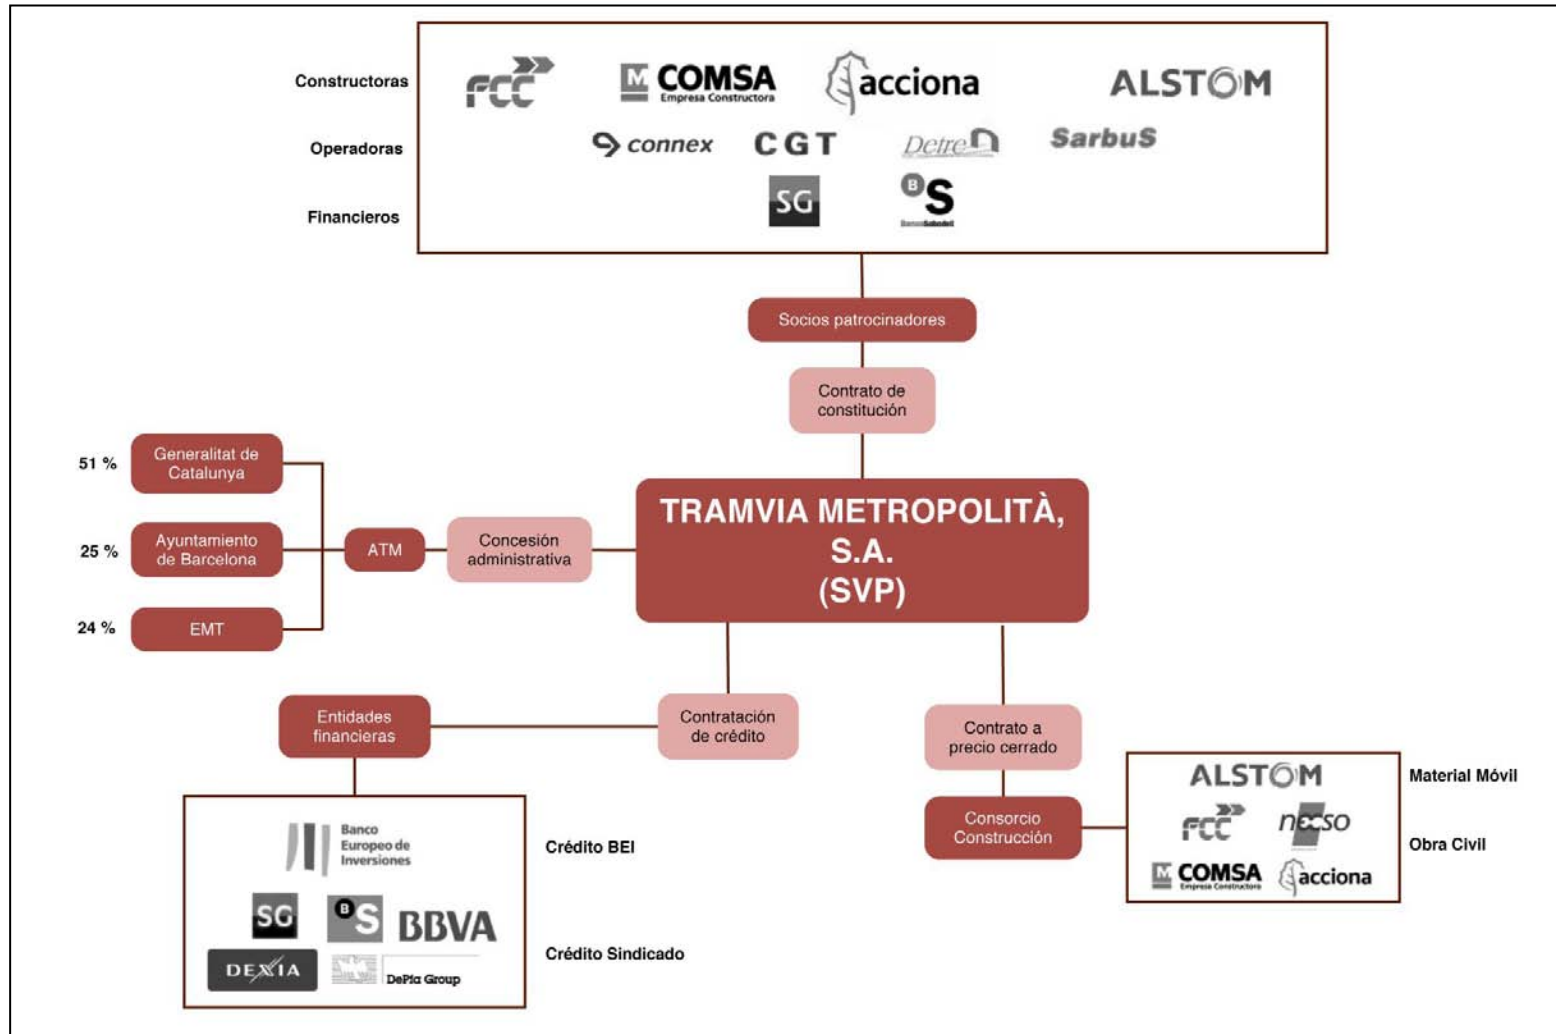 Constructoras
FCC
M COMSA
Empresa Constructora
acciona
ALSTOM
Operadoras
connex
CGT
Detren
SarbuS
Financieros
SG
BS
BancoSabadell
Socios patrocinadores
Contrato de
constitución
51 %
Generalitat de
Catalunya
25 %
Ayuntamiento
de Barcelona
24 %
EMT
ATM
Concesión
administrativa
TRAMVIA METROPOLITÀ,
S.A.
(SVP)
Entidades
financieras
Contratación
de crédito
Contrato a
precio cerrado
Consorcio
Construcción
ALSTOM
Material Móvil
FCC
necso
Obra Civil
M COMSA
Empresa Constructora
acciona
Banco
Europeo de
Inversiones
Crédito BEI
SG
BS
BBVA
Crédito Sindicado
DEXIA
DePfa Group